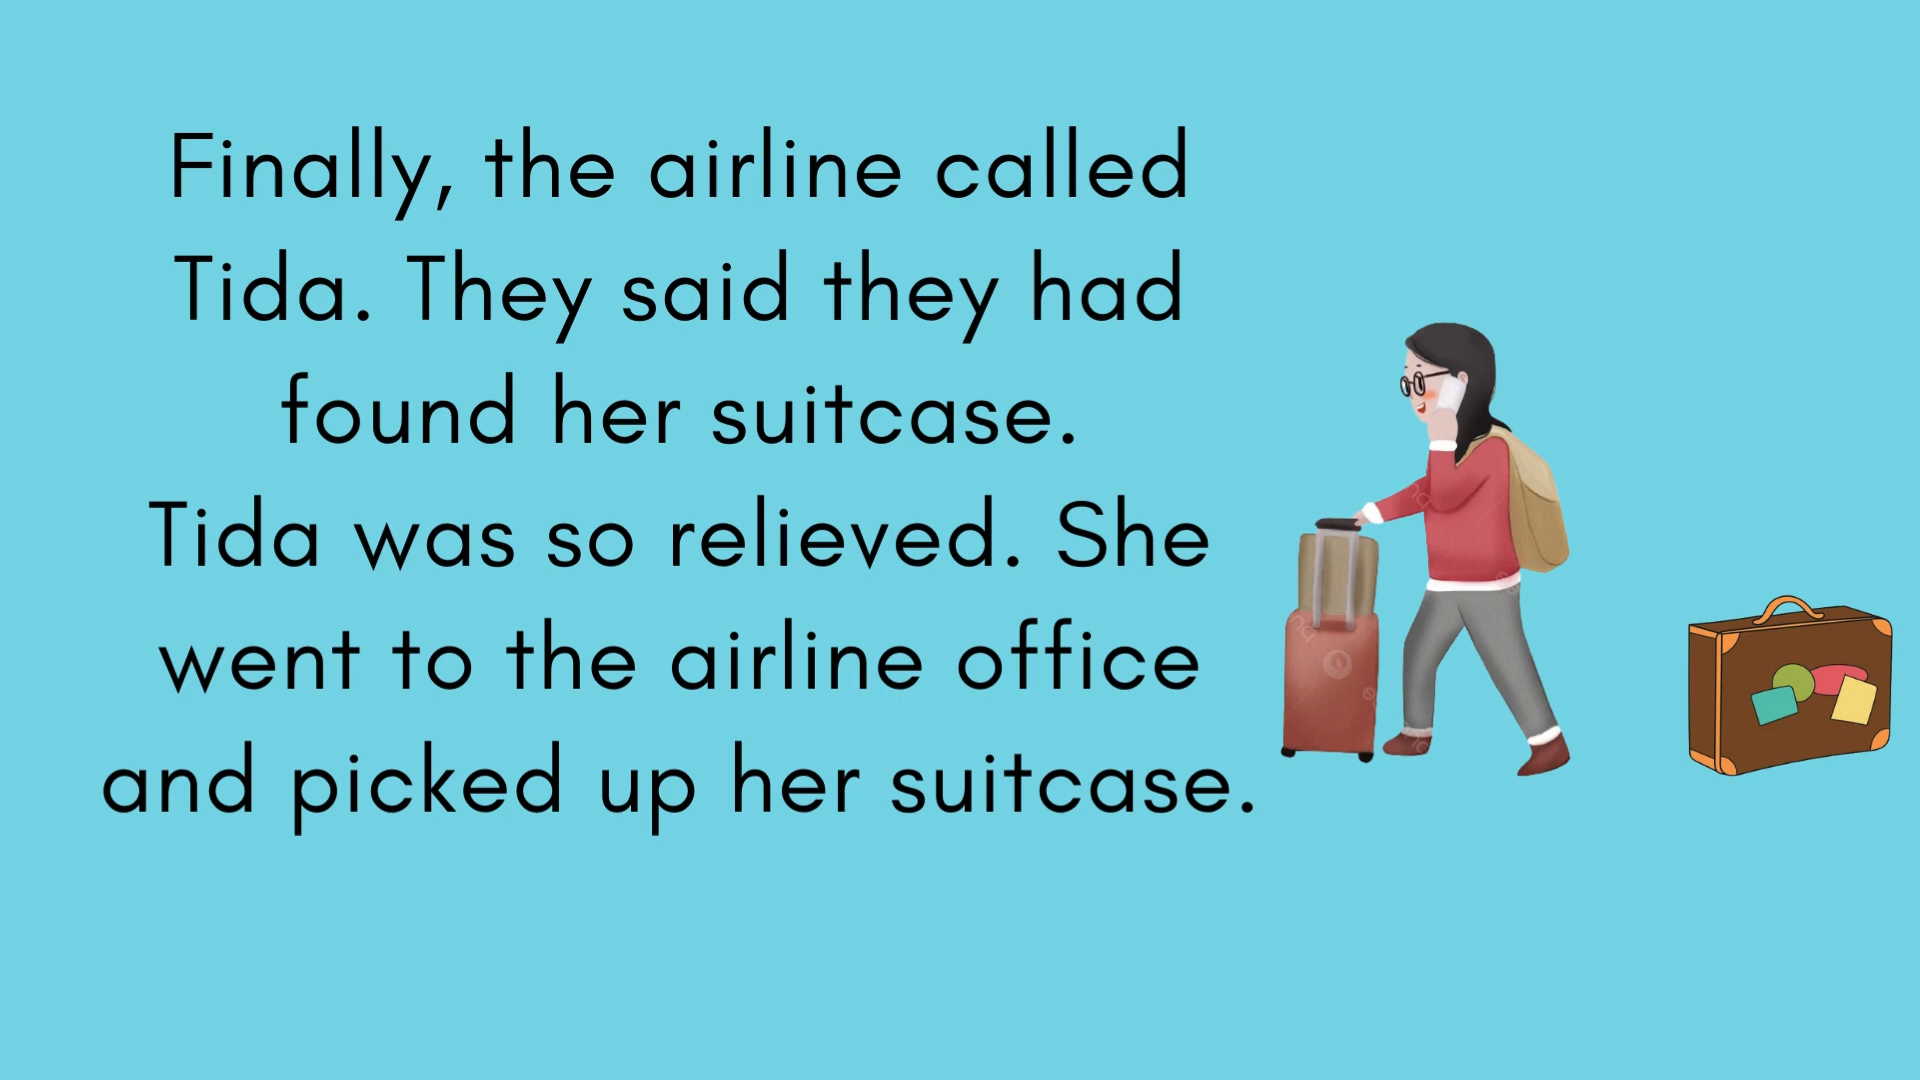 Finally, the airline called
Tida. They said they had
found her suitcase.
Tida was so relieved. She
went to the airline office
and picked up her suitcase.